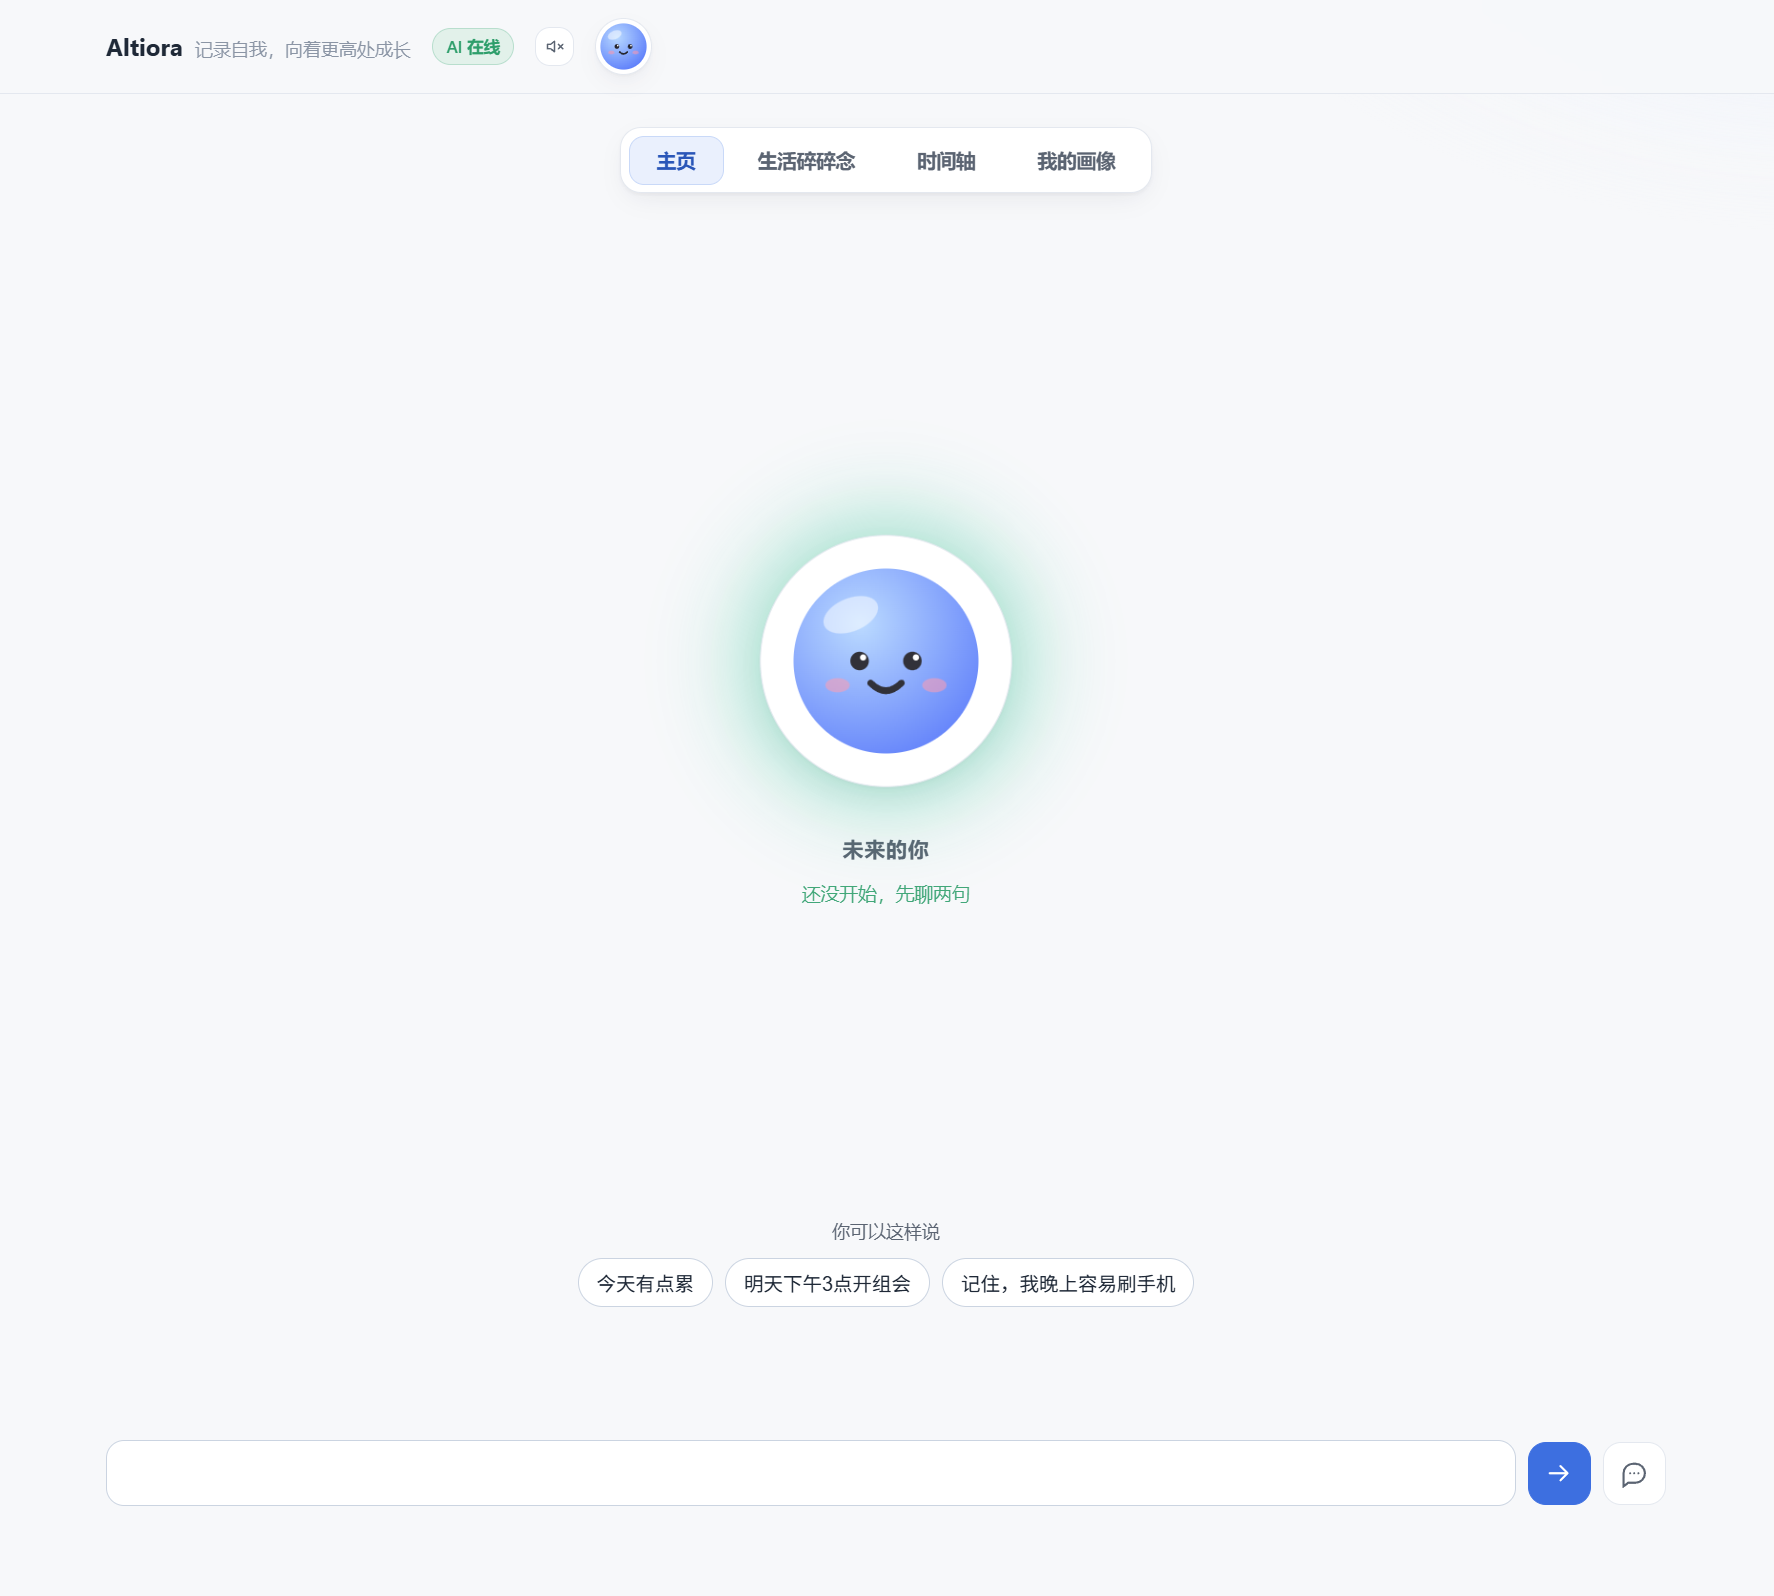 Altiora 记录自我，向着更高处成长 AI 在线
主页 生活碎碎念 时间轴 我的画像
未来的你
还没开始，先聊两句
你可以这样说
今天有点累 明天下午3点开组会 记住，我晚上容易刷手机